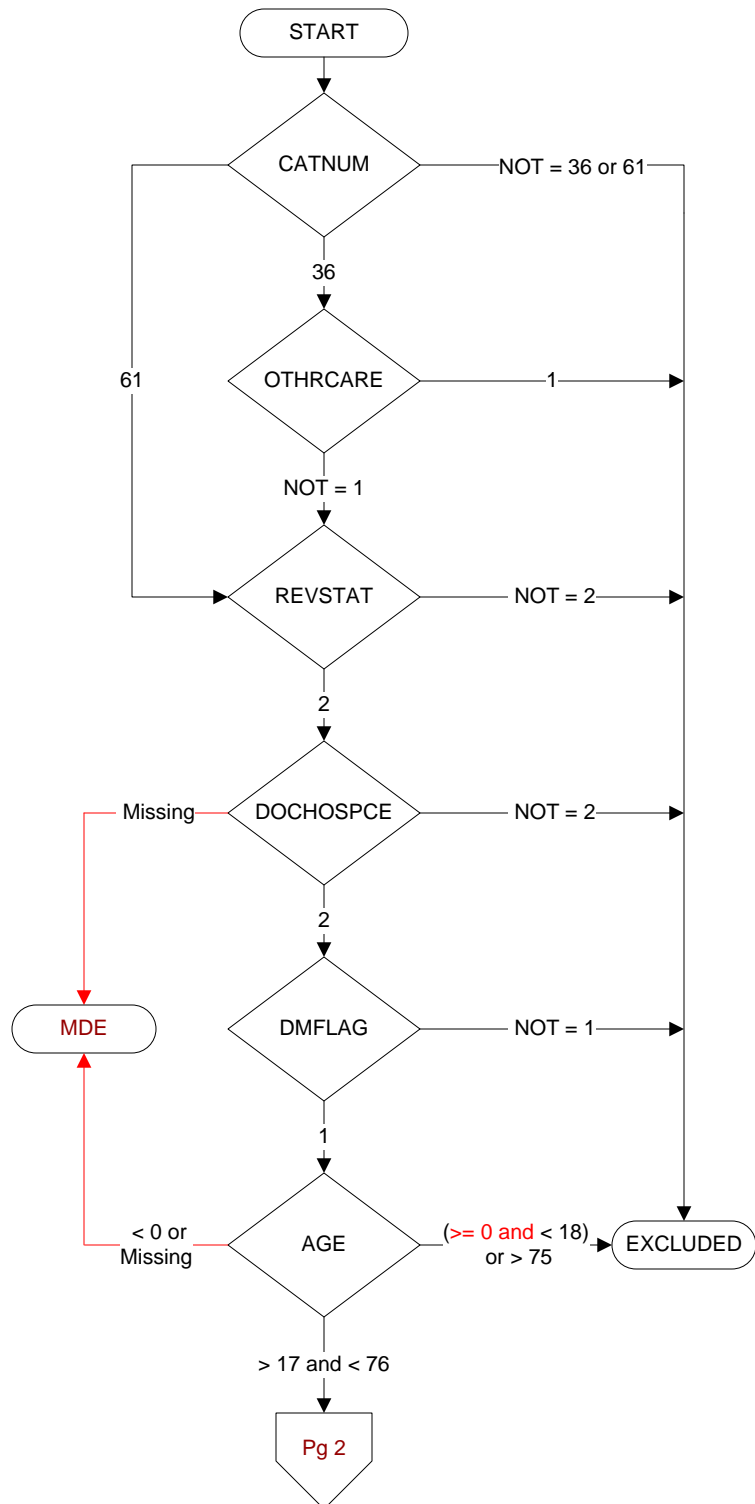 START
CATNUM
NOT = 36 or 61
36
61
OTHRCARE
1
NOT = 1
REVSTAT
NOT = 2
2
Missing
DOCHOSPCE
NOT = 2
2
MDE
DMFLAG
NOT = 1
1
< 0 or
Missing
AGE
(>= 0 and < 18)
or > 75
EXCLUDED
> 17 and < 76
Pg 2